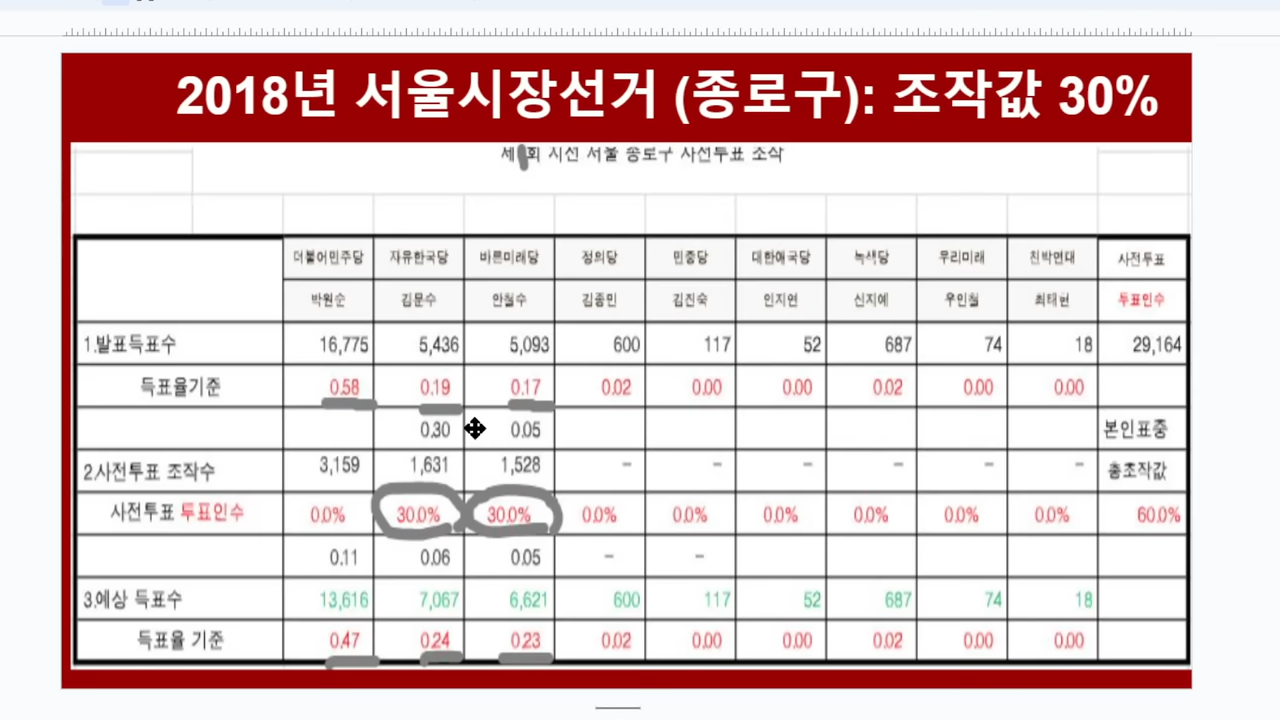 2018년 서울시장선거 (종로구): 조작값 30%
회 지선 서울 종로구 사전투표 조작
더불어민주당 자유한국당 바른미래당 정의당 민중당 대한애국당 녹색당 우리미래 친박연대 사전투표
박원순 김문수 안철수 김종민 김진숙 인지연 신지예 우인철 최태현 투표인수
1.발표득표수 16,775 5,436 5,093 600 117 52 687 74 18 29,164
득표율기준 0.58 0.19 0.17 0.02 0.00 0.00 0.02 0.00 0.00
0.30 0.05 본인표중
2.사전투표 조작수 3,159 1,631 1,528 - - - - - - 총조작값
사전투표 투표인수 0.0% 30.0% 30.0% 0.0% 0.0% 0.0% 0.0% 0.0% 0.0% 60.0%
0.11 0.06 0.05 - -
3.예상 득표수 13,616 7,067 6,621 600 117 52 687 74 18
득표율 기준 0.47 0.24 0.23 0.02 0.00 0.00 0.02 0.00 0.00